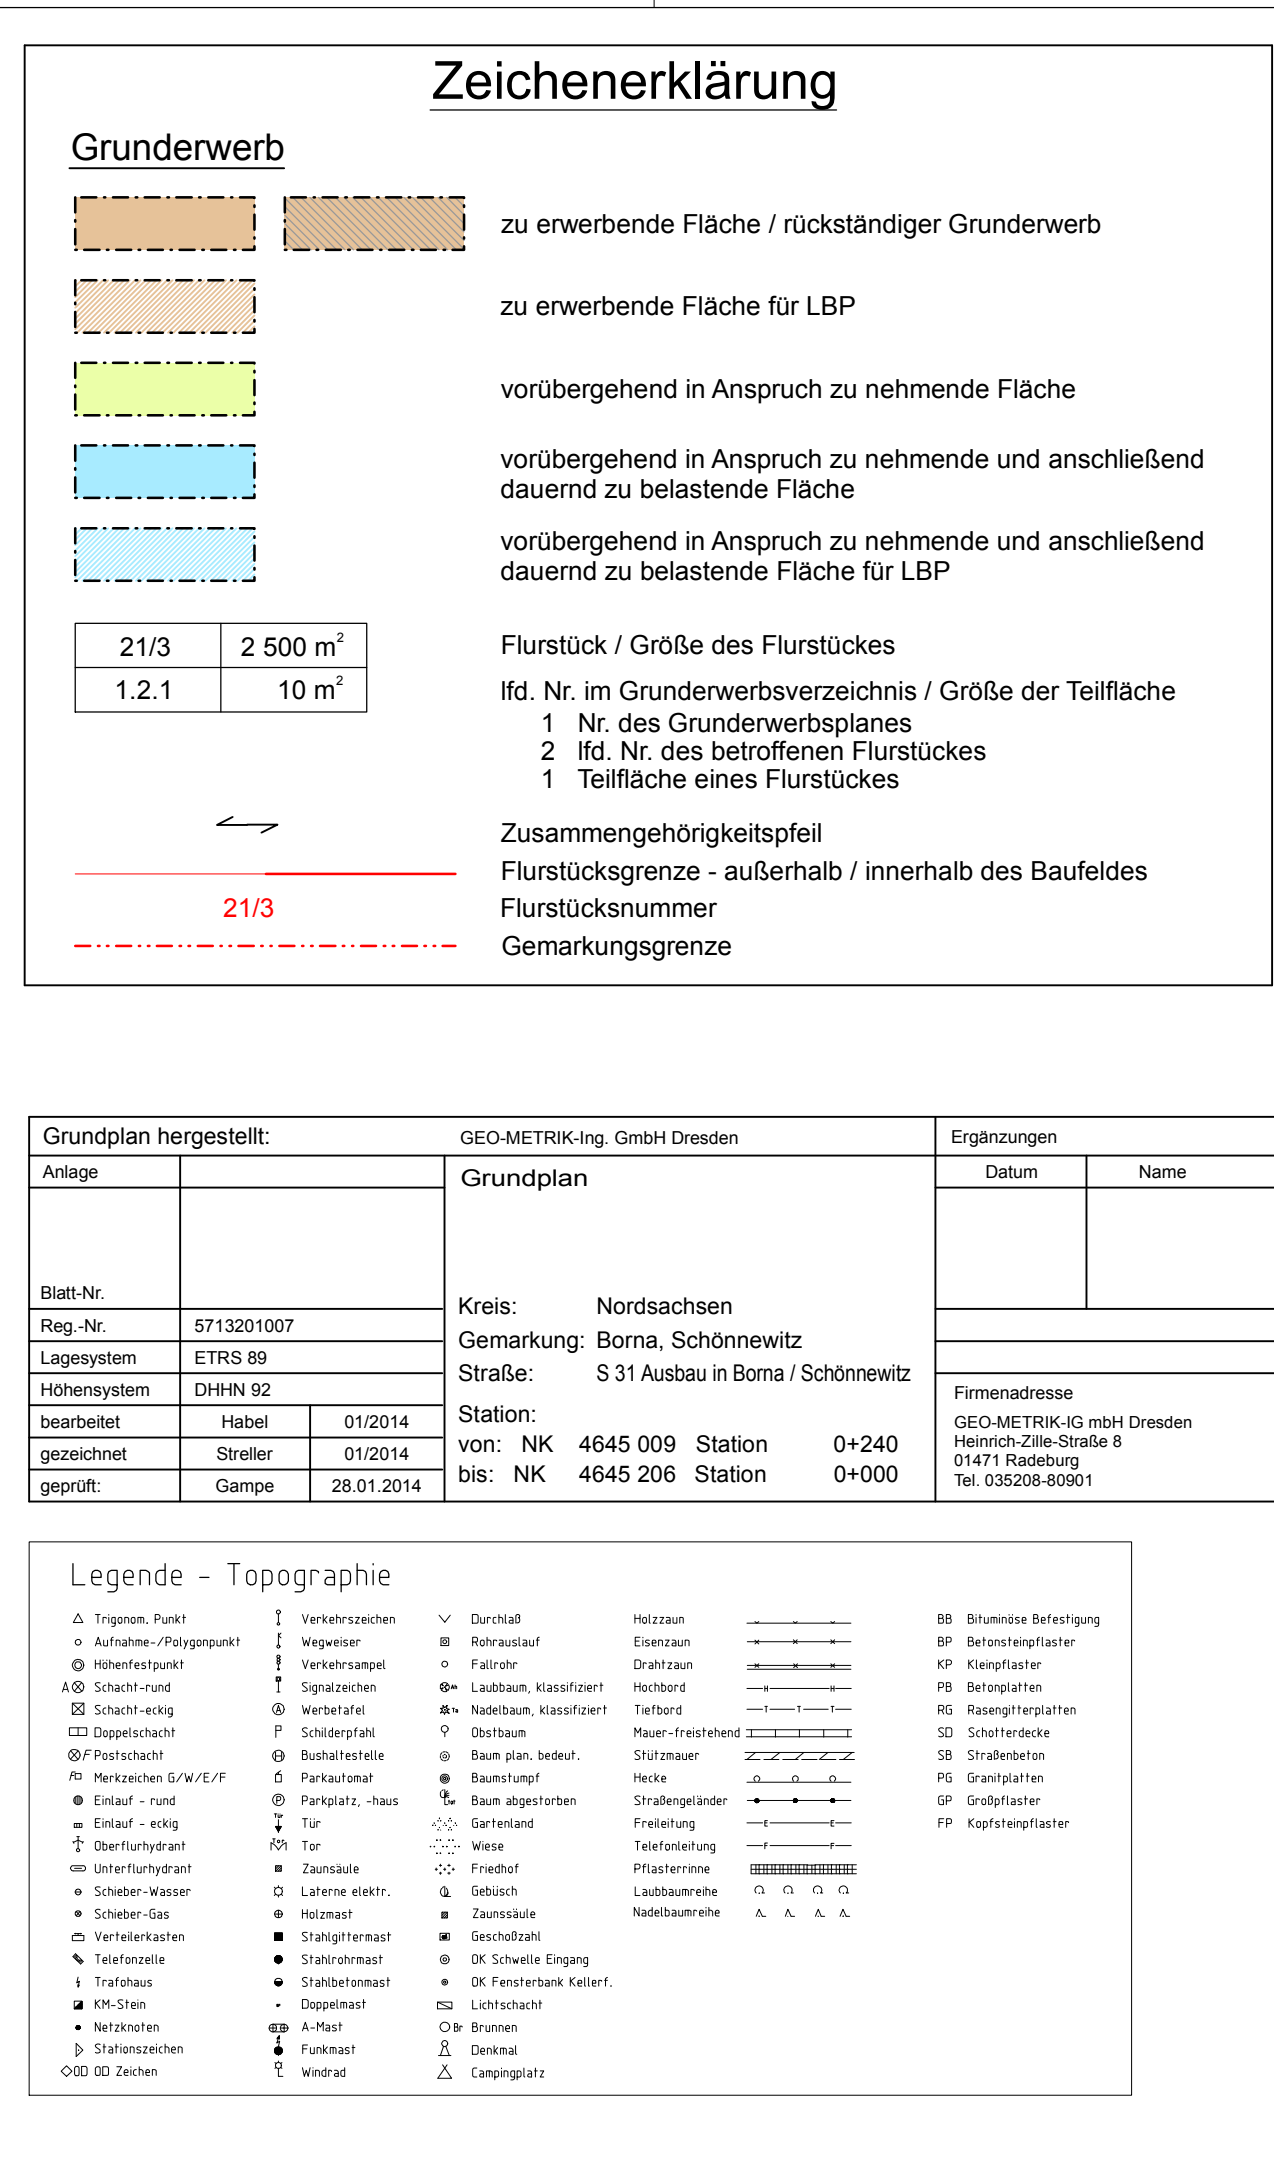 Zeichenerklärung
Grunderwerb
zu erwerbende Fläche / rückständiger Grunderwerb
zu erwerbende Fläche für LBP
vorübergehend in Anspruch zu nehmende Fläche
vorübergehend in Anspruch zu nehmende und anschließend
dauernd zu belastende Fläche
vorübergehend in Anspruch zu nehmende und anschließend
dauernd zu belastende Fläche für LBP
21/3 2 500 m² Flurstück / Größe des Flurstückes
1.2.1 10 m² lfd. Nr. im Grunderwerbsverzeichnis / Größe der Teilfläche
1 Nr. des Grunderwerbsplanes
2 lfd. Nr. des betroffenen Flurstückes
1 Teilfläche eines Flurstückes
Zusammengehörigkeitspfeil
Flurstücksgrenze - außerhalb / innerhalb des Baufeldes
21/3 Flurstücksnummer
Gemarkungsgrenze
Grundplan hergestellt: GEO-METRIK-Ing. GmbH Dresden
Anlage
Blatt-Nr.
Reg.-Nr. 5713201007
Lagesystem ETRS 89
Höhensystem DHHN 92
bearbeitet Habel 01/2014
gezeichnet Streller 01/2014
geprüft: Gampe 28.01.2014
Grundplan
Kreis: Nordsachsen
Gemarkung: Borna, Schönnewitz
Straße: S 31 Ausbau in Borna / Schönnewitz
Station:
von: NK 4645 009 Station 0+240
bis: NK 4645 206 Station 0+000
Ergänzungen
Datum Name
Firmenadresse
GEO-METRIK-IG mbH Dresden
Heinrich-Zille-Straße 8
01471 Radeburg
Tel. 035208-80901
Legende - Topographie
Trigonom. Punkt
Aufnahme-/Polygonpunkt
Höhenfestpunkt
A Schacht-rund
Schacht-eckig
Doppelschacht
F Postschacht
F Merkzeichen G/W/E/F
Einlauf - rund
Einlauf - eckig
Oberflurhydrant
Unterflurhydrant
Schieber-Wasser
Schieber-Gas
Verteilerkasten
Telefonzelle
Trafohaus
KM-Stein
Netzknoten
Stationszeichen
OD OD Zeichen
Verkehrszeichen
Wegweiser
Verkehrsampel
Signalzeichen
A Werbetafel
Schilderpfahl
H Bushaltestelle
Parkautomat
P Parkplatz, -haus
Tür Tür
Tor Tor
Zaunsäule
Laterne elektr.
Holzmast
Stahlgittermast
Stahlrohrmast
Stahlbetonmast
Doppelmast
A-Mast
Funkmast
Windrad
Durchlaß
Rohrauslauf
Fallrohr
Ah Laubbaum, klassifiziert
Ta Nadelbaum, klassifiziert
Obstbaum
Baum plan. bedeut.
Baumstumpf
Baum abgestorben
Gartenland
Wiese
Friedhof
Gebüsch
Zaunssäule
Geschoßzahl
OK Schwelle Eingang
OK Fensterbank Kellerf.
Lichtschacht
Br Brunnen
Denkmal
Campingplatz
Holzzaun
Eisenzaun
Drahtzaun
Hochbord H H
Tiefbord T T T
Mauer-freistehend
Stützmauer
Hecke
Straßengeländer
Freileitung E E
Telefonleitung F F
Pflasterrinne
Laubbaumreihe
Nadelbaumreihe
BB Bituminöse Befestigung
BP Betonsteinpflaster
KP Kleinpflaster
PB Betonplatten
RG Rasengitterplatten
SD Schotterdecke
SB Straßenbeton
PG Granitplatten
GP Großpflaster
FP Kopfsteinpflaster